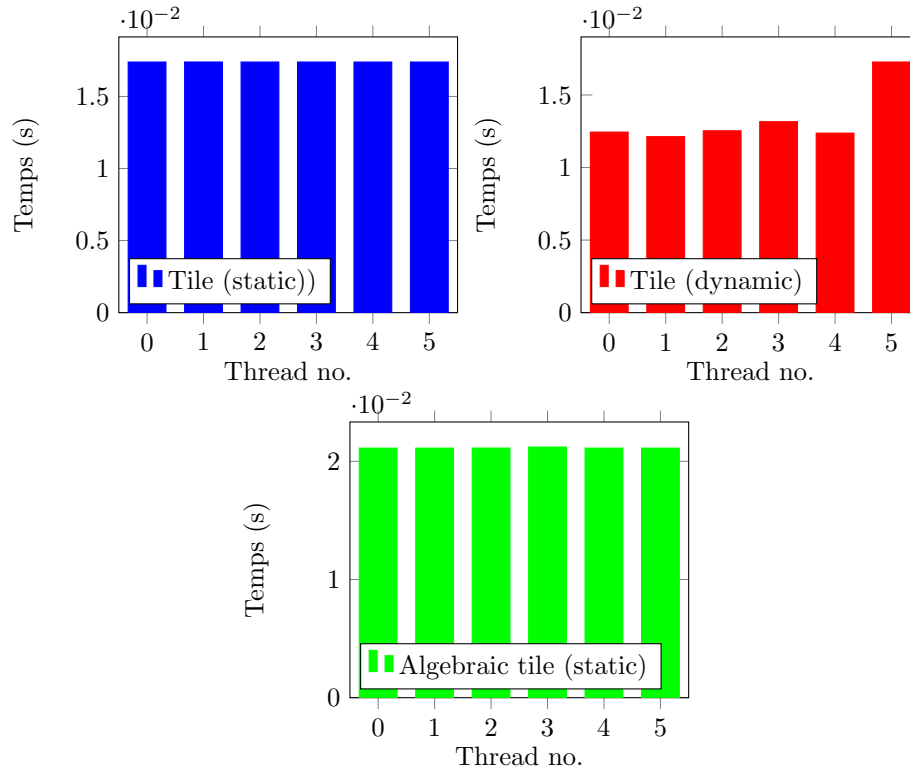 ·10⁻²
1.5
1
0.5
0
Temps (s)
Tile (static))
0 1 2 3 4 5
Thread no.
·10⁻²
1.5
1
0.5
0
Temps (s)
Tile (dynamic)
0 1 2 3 4 5
Thread no.
·10⁻²
2
1
0
Temps (s)
Algebraic tile (static)
0 1 2 3 4 5
Thread no.